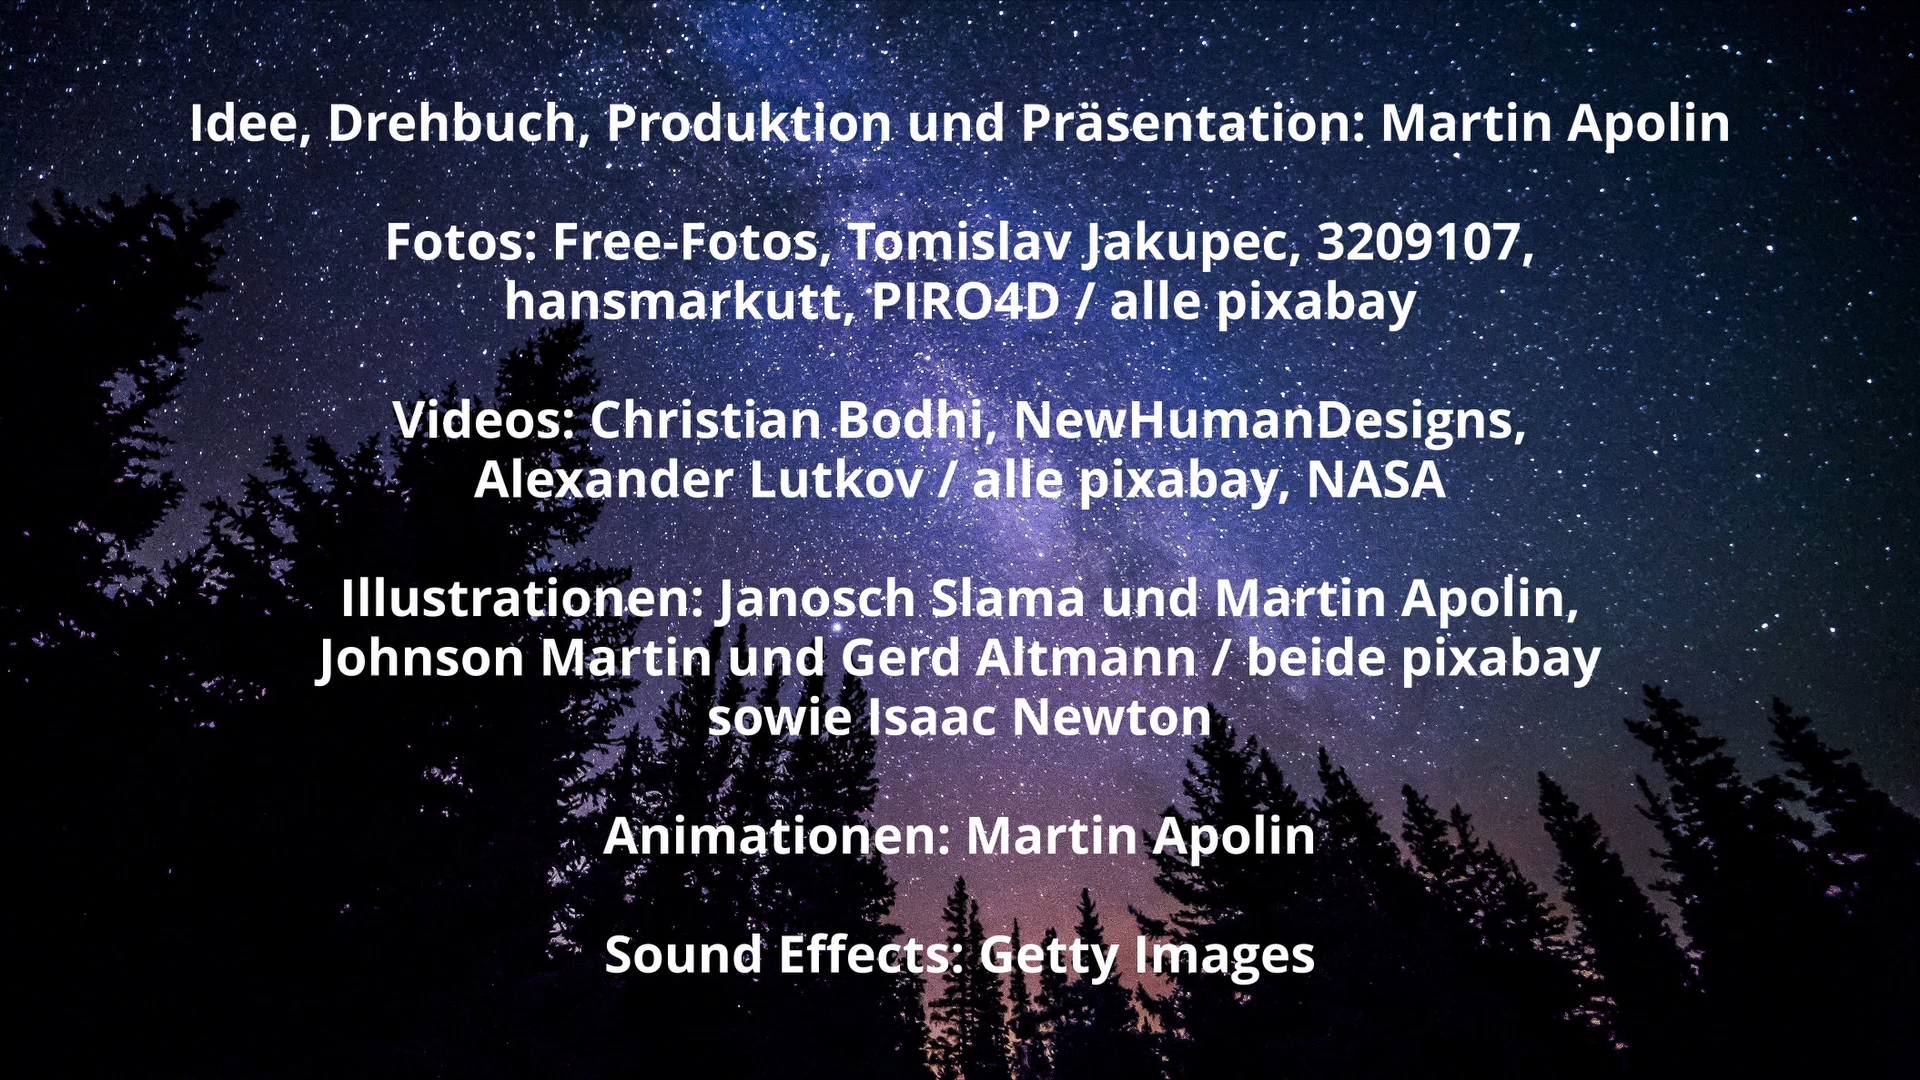 Idee, Drehbuch, Produktion und Präsentation: Martin Apolin
Fotos: Free-Fotos, Tomislav Jakupec, 3209107,
hansmarkutt, PIRO4D / alle pixabay
Videos: Christian Bodhi, NewHumanDesigns,
Alexander Lutkov / alle pixabay, NASA
Illustrationen: Janosch Slama und Martin Apolin,
Johnson Martin und Gerd Altmann / beide pixabay
sowie Isaac Newton
Animationen: Martin Apolin
Sound Effects: Getty Images